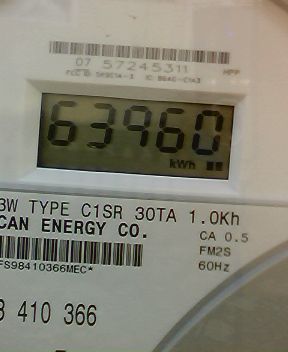 07 57245311
HPP
63960
kWh
3W TYPE C1SR 30TA 1.0Kh
CAN ENERGY CO.
CA 0.5
FM2S
60Hz
FS98410366MEC*
410 366